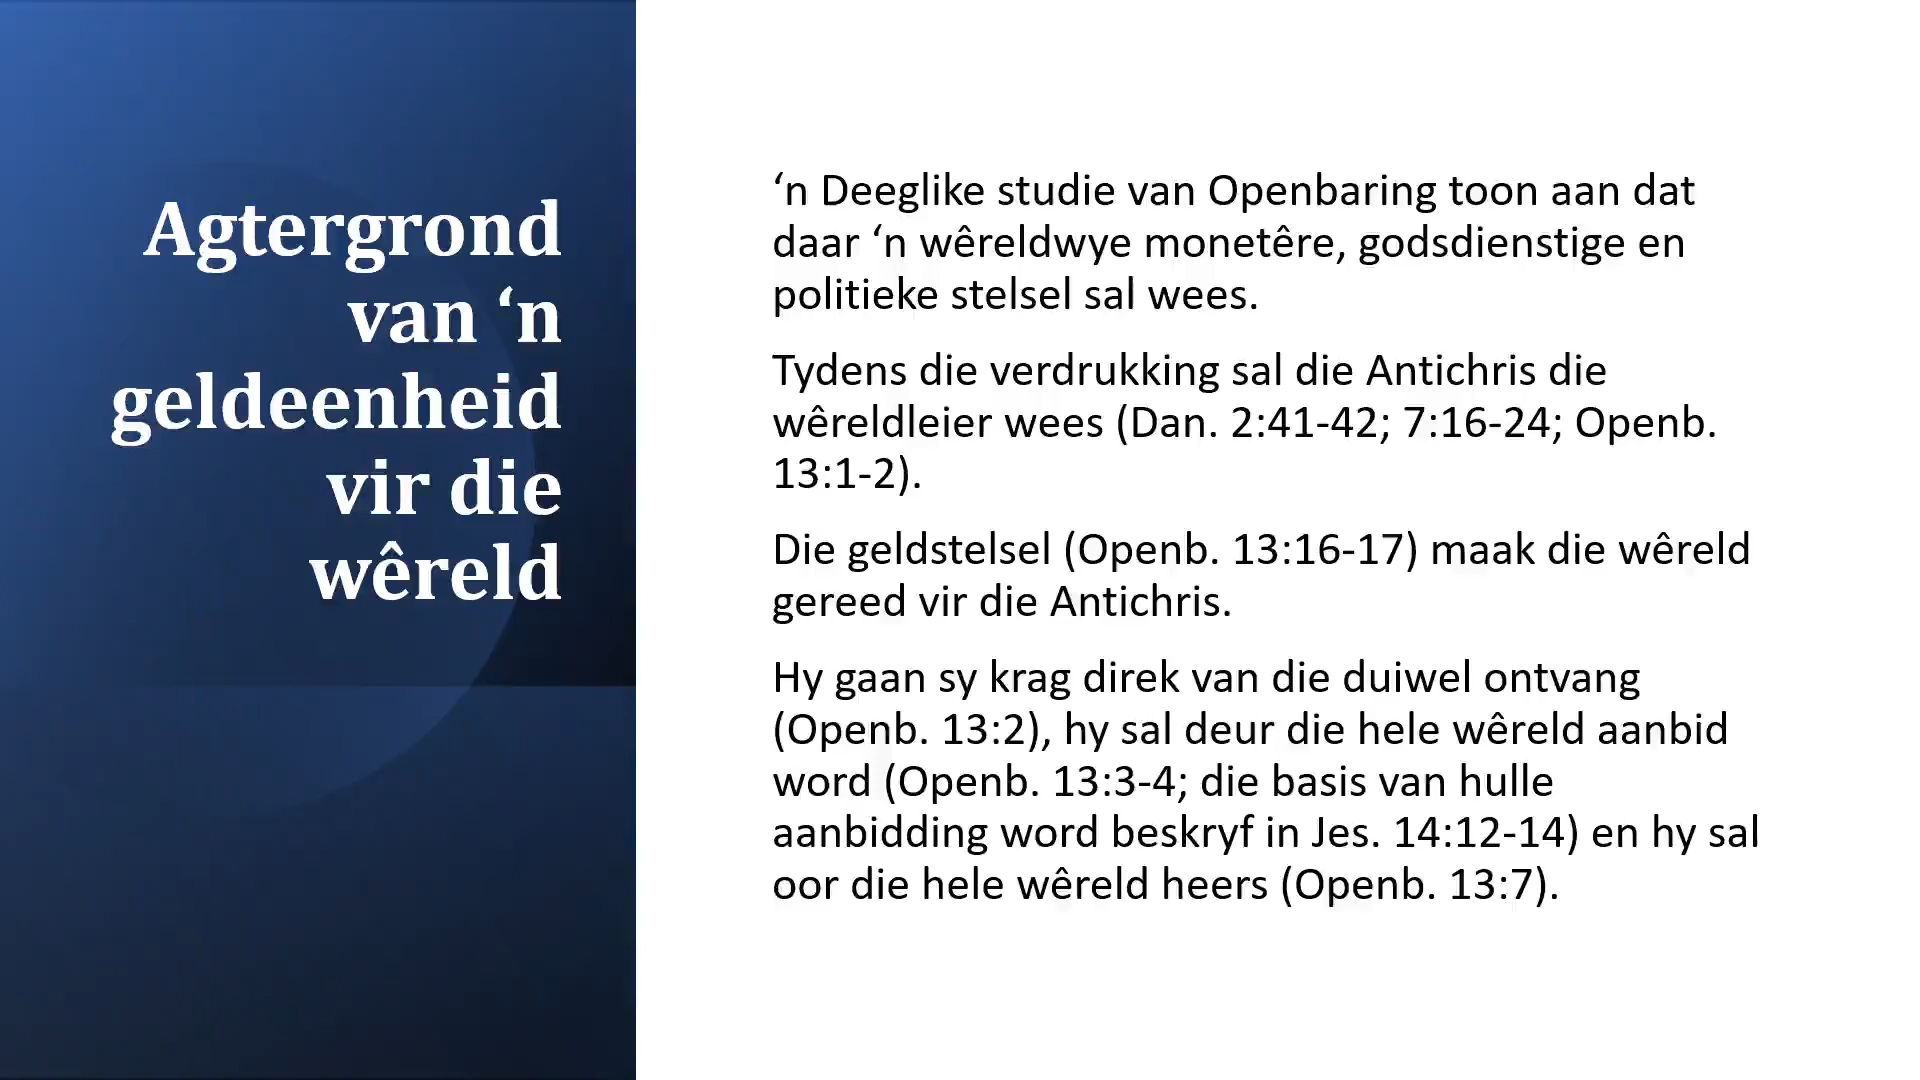 Agtergrond
van ‘n
geldeenheid
vir die
wêreld
‘n Deeglike studie van Openbaring toon aan dat
daar ‘n wêreldwye monetêre, godsdienstige en
politieke stelsel sal wees.
Tydens die verdrukking sal die Antichris die
wêreldleier wees (Dan. 2:41-42; 7:16-24; Openb.
13:1-2).
Die geldstelsel (Openb. 13:16-17) maak die wêreld
gereed vir die Antichris.
Hy gaan sy krag direk van die duiwel ontvang
(Openb. 13:2), hy sal deur die hele wêreld aanbid
word (Openb. 13:3-4; die basis van hulle
aanbidding word beskryf in Jes. 14:12-14) en hy sal
oor die hele wêreld heers (Openb. 13:7).